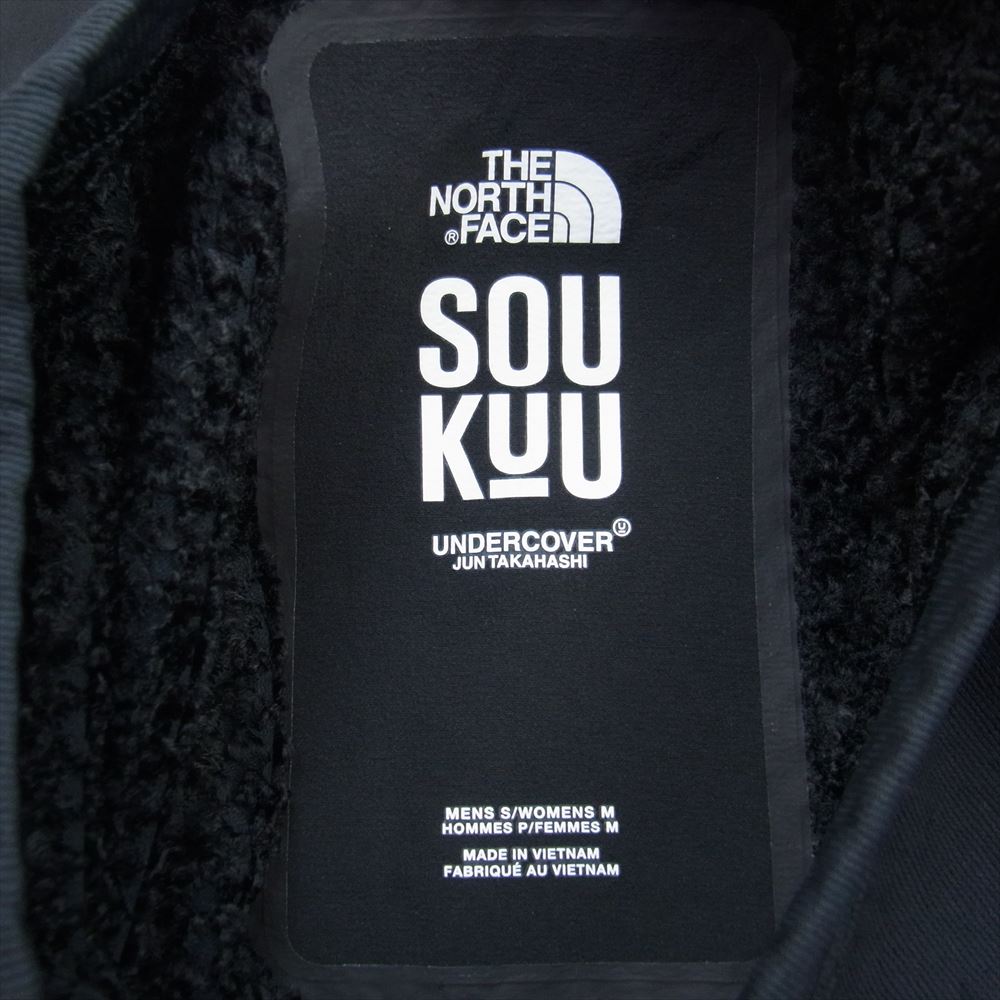 THE
NORTH
® FACE
SOU
KUU
UNDERCOVER
JUN TAKAHASHI
MENS S/WOMENS M
HOMMES P/FEMMES M
MADE IN VIETNAM
FABRIQUÉ AU VIETNAM